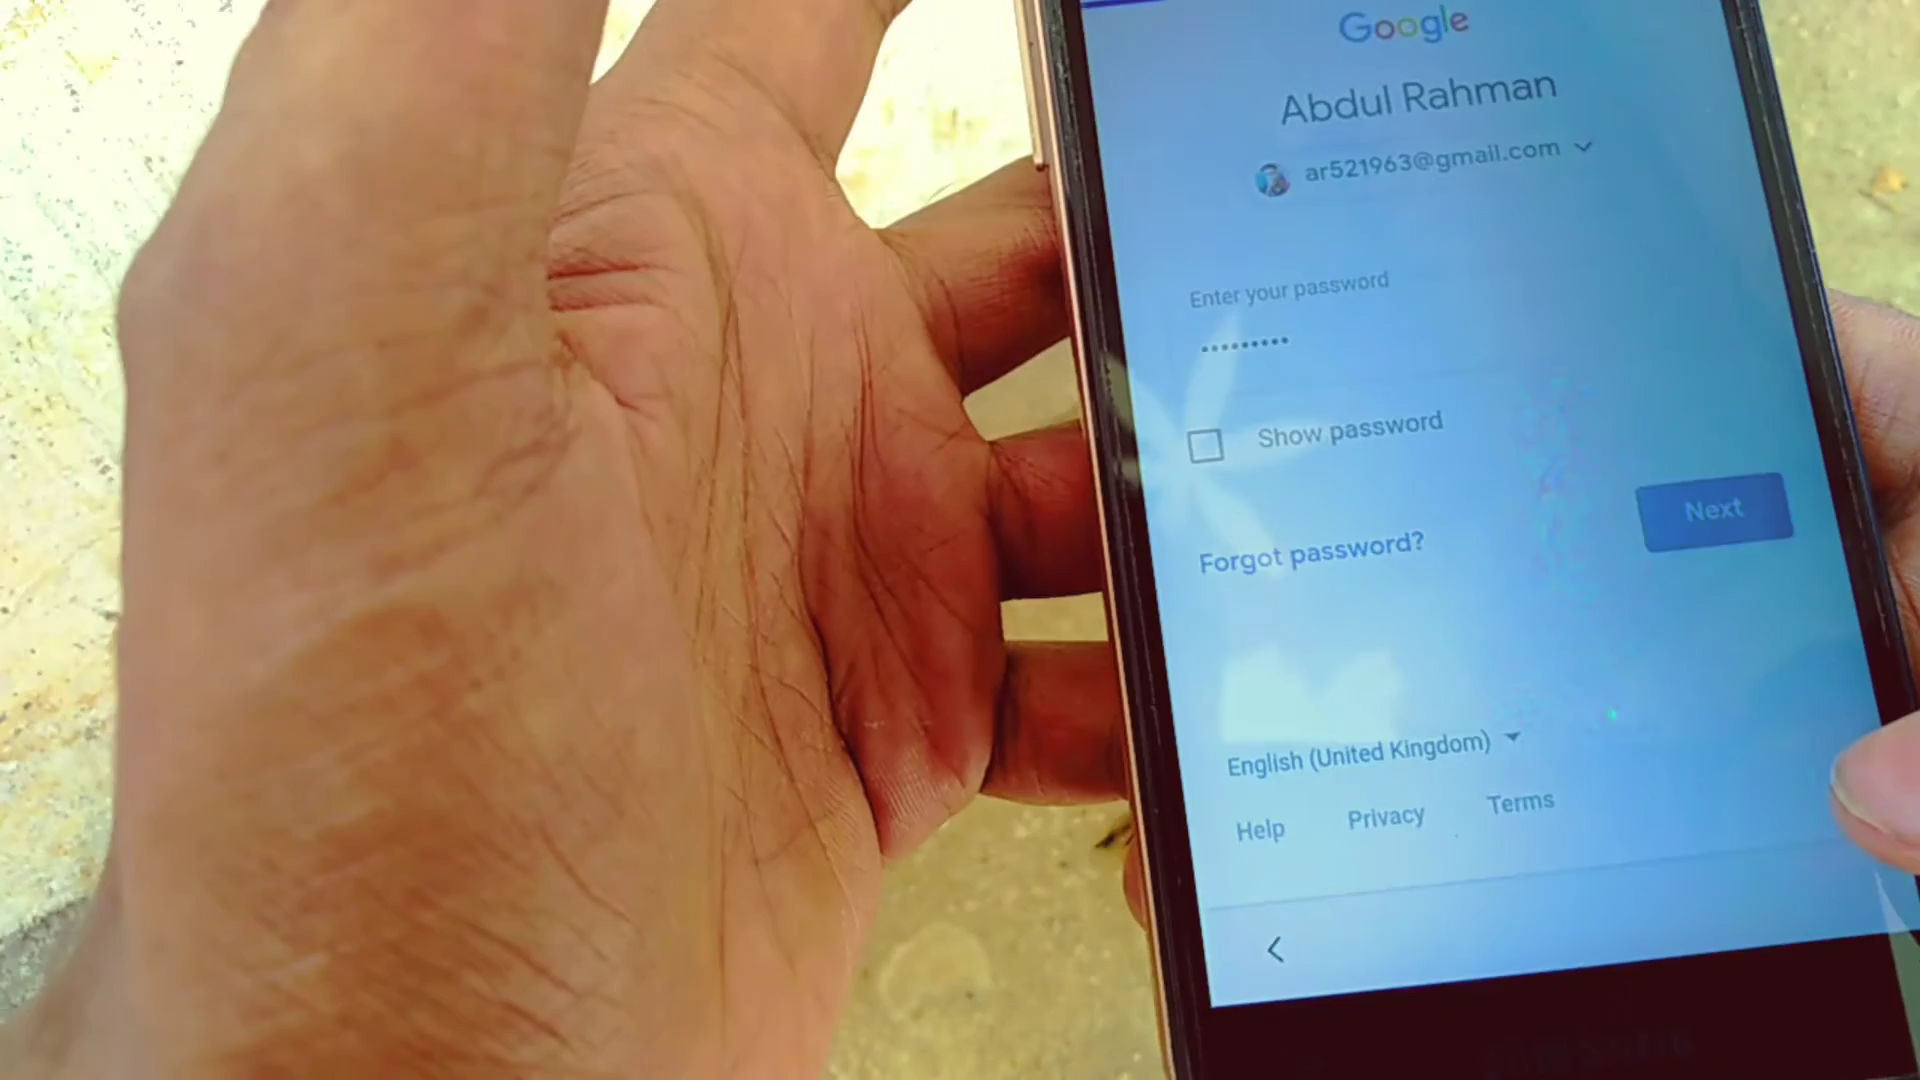 Google
Abdul Rahman
ar521963@gmail.com
Enter your password
•••••••••
Show password
Next
Forgot password?
English (United Kingdom)
Help Privacy Terms